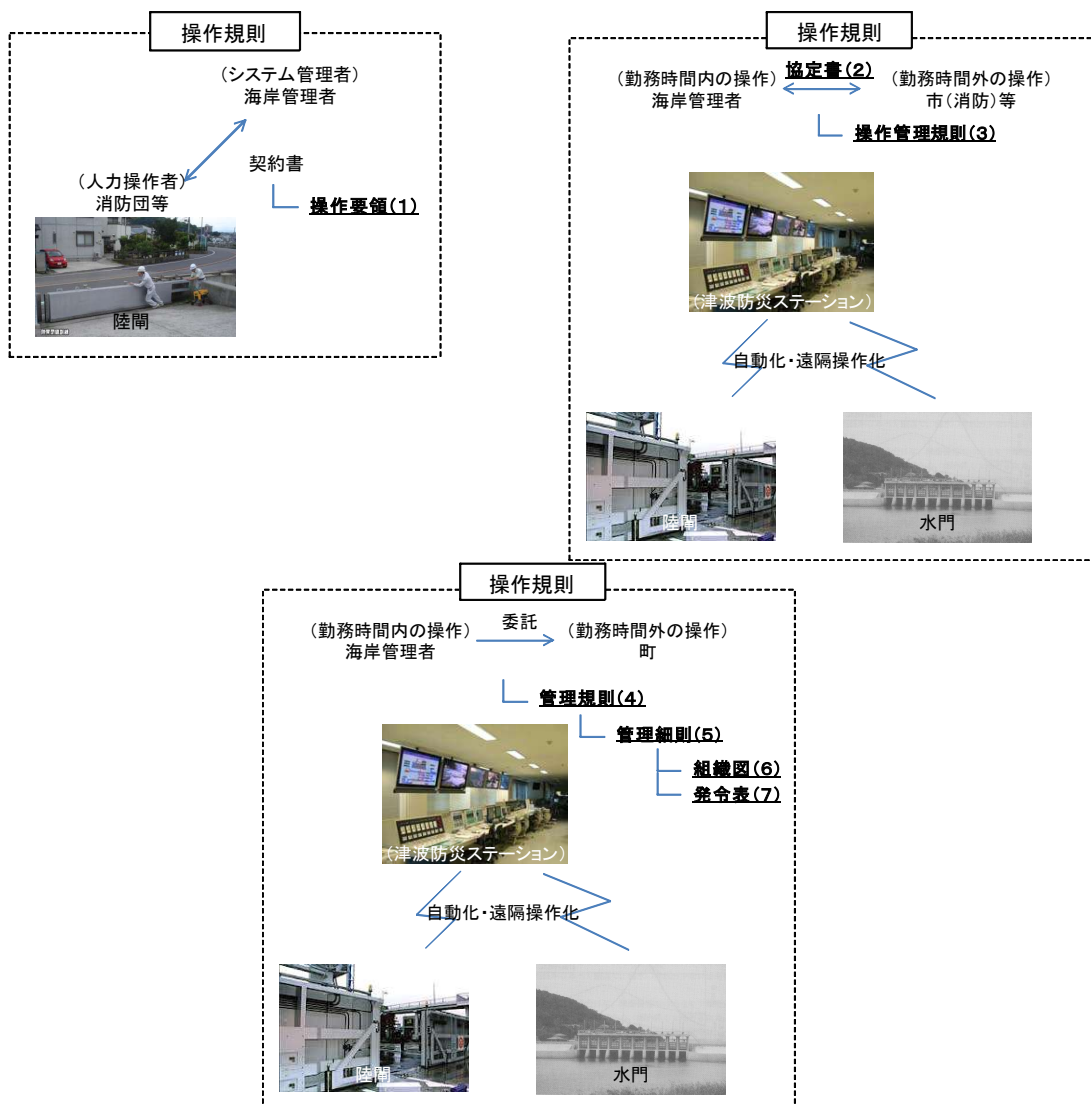 操作規則
(システム管理者)
海岸管理者
(人力操作者)
消防団等
契約書
操作要領(1)
陸閘
操作規則
(勤務時間内の操作)
海岸管理者
協定書(2)
(勤務時間外の操作)
市(消防)等
操作管理規則(3)
(津波防災ステーション)
自動化・遠隔操作化
陸閘
水門
操作規則
(勤務時間内の操作)
海岸管理者
委託
(勤務時間外の操作)
町
管理規則(4)
管理細則(5)
組織図(6)
発令表(7)
(津波防災ステーション)
自動化・遠隔操作化
陸閘
水門